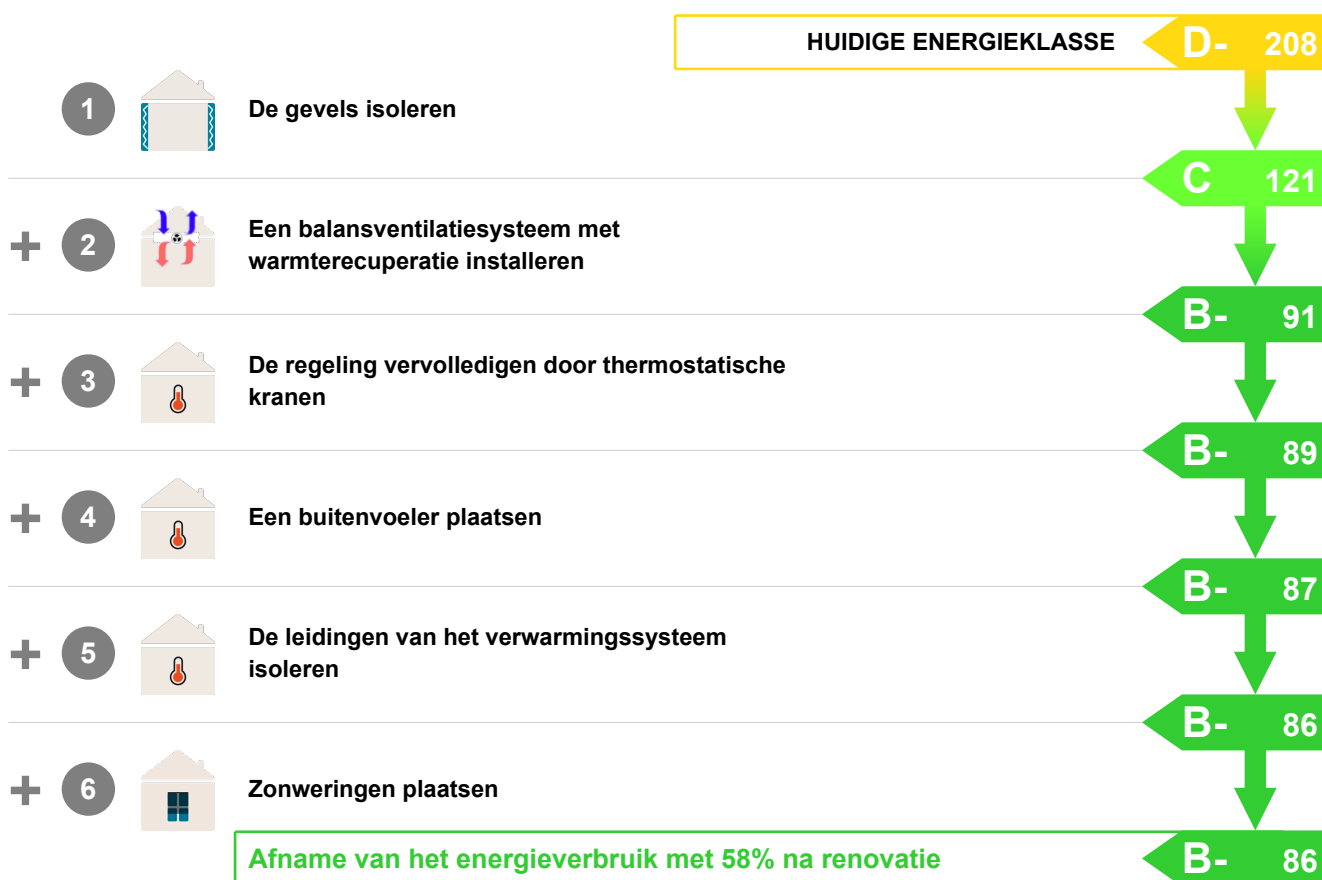 HUIDIGE ENERGIEKLASSE D- 208
1 De gevels isoleren
C 121
+ 2 Een balansventilatiesysteem met
warmterecuperatie installeren
B- 91
+ 3 De regeling vervolledigen door thermostatische
kranen
B- 89
+ 4 Een buitenvoeler plaatsen
B- 87
+ 5 De leidingen van het verwarmingssysteem
isoleren
B- 86
+ 6 Zonweringen plaatsen
Afname van het energieverbruik met 58% na renovatie B- 86